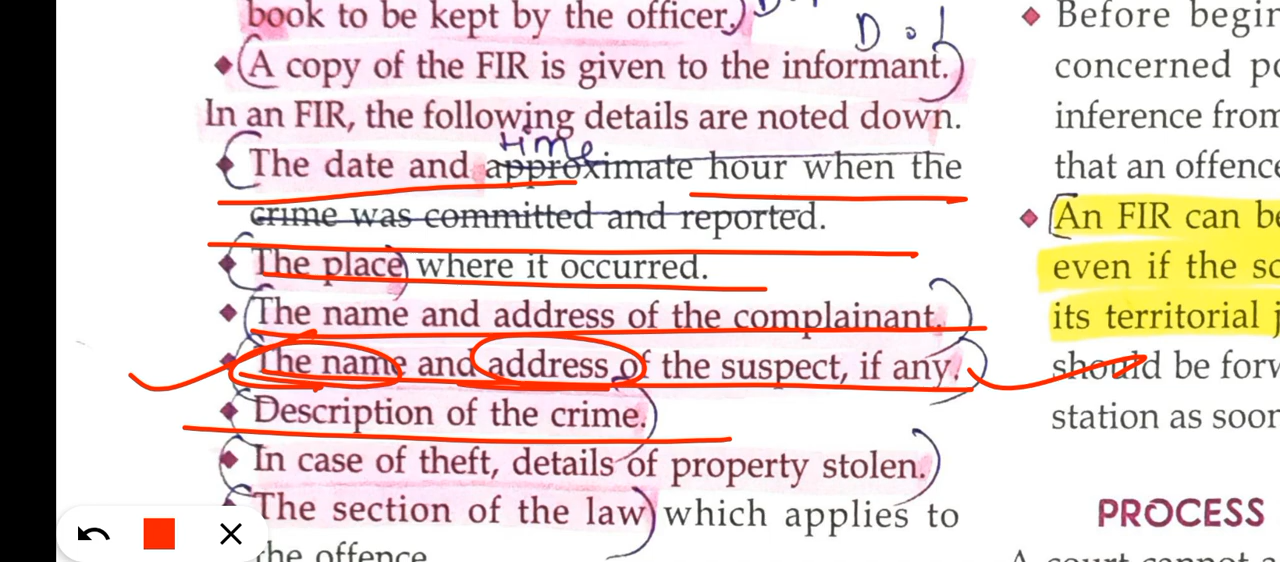 book to be kept by the officer.
D.d
A copy of the FIR is given to the informant.
In an FIR, the following details are noted down.
time
The date and approximate hour when the
crime was committed and reported.
The place where it occurred.
The name and address of the complainant.
The name and address of the suspect, if any.
Description of the crime.
In case of theft, details of property stolen.
The section of the law which applies to
the offence
Before begin
concerned po
inference from
that an offence
An FIR can be
even if the sc
its territorial j
should be forw
station as soon
PROCESS
A court cannot a